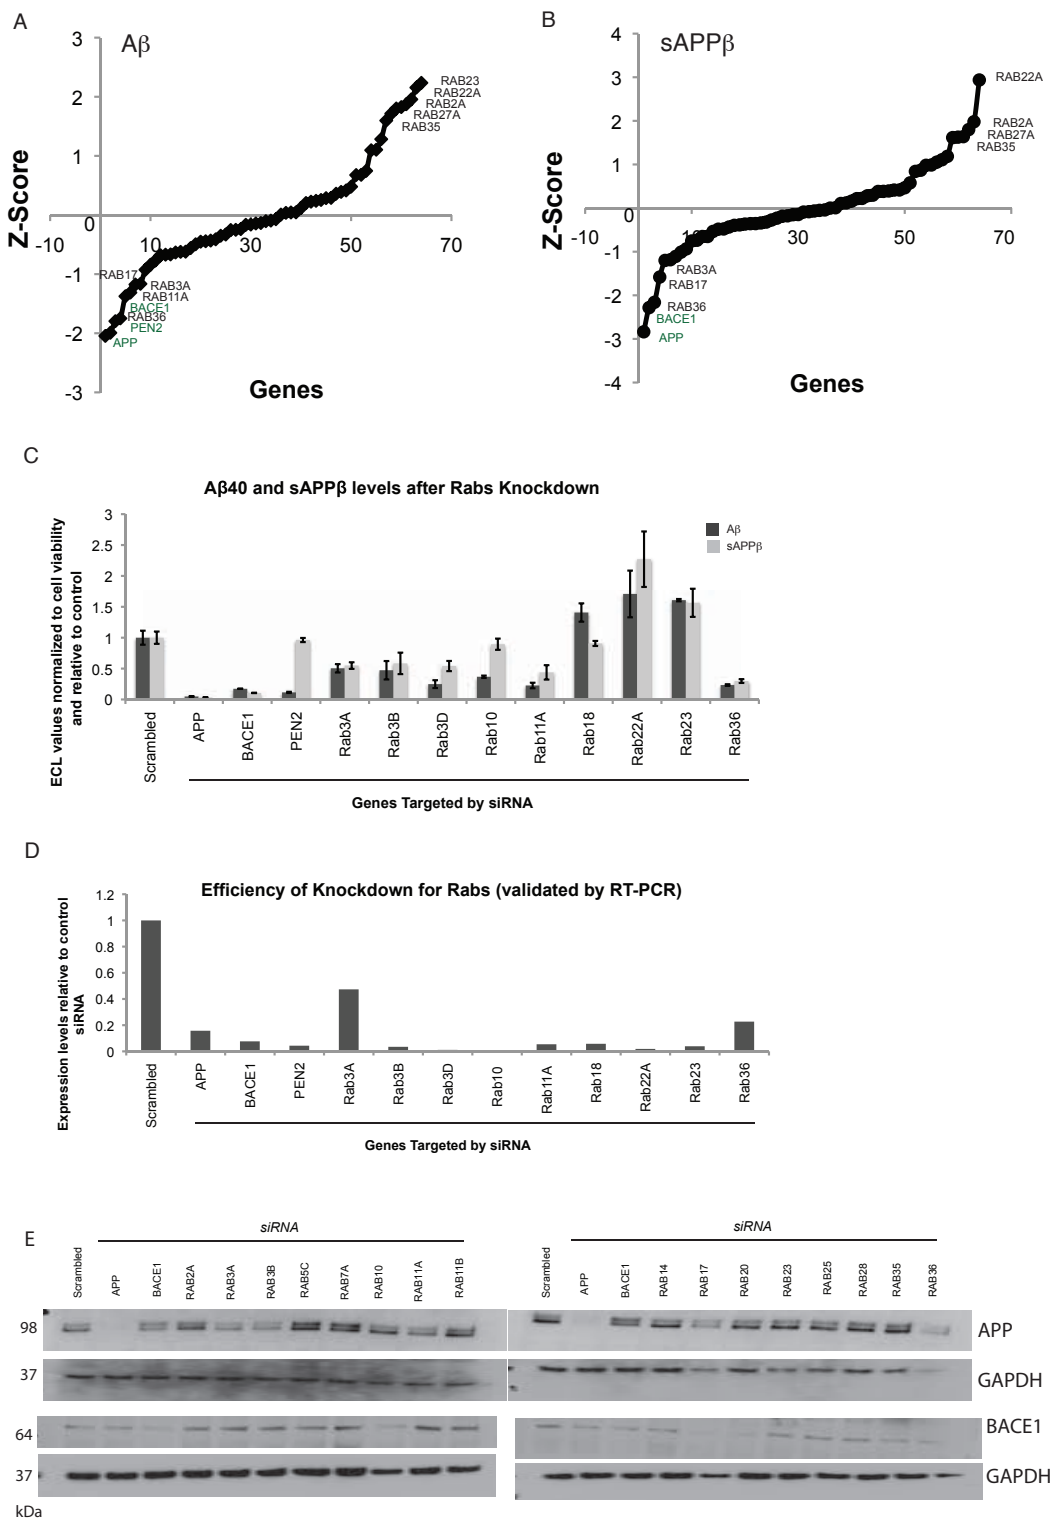 A
B
Aβ
3
2
1
0
-1
-2
-3
-10
10
30
50
70
Z-Score
Genes
RAB23
RAB22A
RAB2A
RAB27A
RAB35
RAB17
RAB3A
RAB11A
BACE1
RAB36
PEN2
APP
sAPPβ
4
3
2
1
0
-1
-2
-3
-4
-10
10
30
50
70
Z-Score
Genes
RAB22A
RAB2A
RAB27A
RAB35
RAB3A
RAB17
RAB36
BACE1
APP
C
Aβ40 and sAPPβ levels after Rabs Knockdown
ECL values normalized to cell viability
and relative to control
3
2.5
2
1.5
1
0.5
0
Aβ
sAPPβ
Scrambled
APP
BACE1
PEN2
Rab3A
Rab3B
Rab3D
Rab10
Rab11A
Rab18
Rab22A
Rab23
Rab36
Genes Targeted by siRNA
D
Efficiency of Knockdown for Rabs (validated by RT-PCR)
Expression levels relative to control
siRNA
1.2
1
0.8
0.6
0.4
0.2
0
Scrambled
APP
BACE1
PEN2
Rab3A
Rab3B
Rab3D
Rab10
Rab11A
Rab18
Rab22A
Rab23
Rab36
Genes Targeted by siRNA
E
siRNA
Scrambled
APP
BACE1
RAB2A
RAB3A
RAB3B
RAB5C
RAB7A
RAB10
RAB11A
RAB11B
siRNA
Scrambled
APP
BACE1
RAB14
RAB17
RAB20
RAB23
RAB25
RAB28
RAB35
RAB36
98
APP
37
GAPDH
64
BACE1
37
GAPDH
kDa